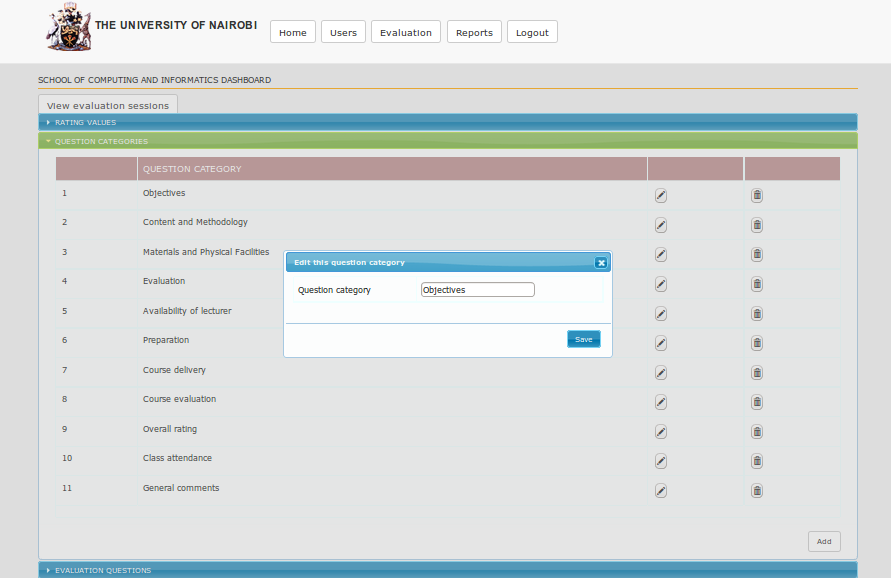 THE UNIVERSITY OF NAIROBI
Home Users Evaluation Reports Logout
SCHOOL OF COMPUTING AND INFORMATICS DASHBOARD
View evaluation sessions
RATING VALUES
QUESTION CATEGORIES
QUESTION CATEGORY
1 Objectives
2 Content and Methodology
3 Materials and Physical Facilities
4 Evaluation
5 Availability of lecturer
6 Preparation
7 Course delivery
8 Course evaluation
9 Overall rating
10 Class attendance
11 General comments
Edit this question category
Question category Objectives
Save
Add
EVALUATION QUESTIONS